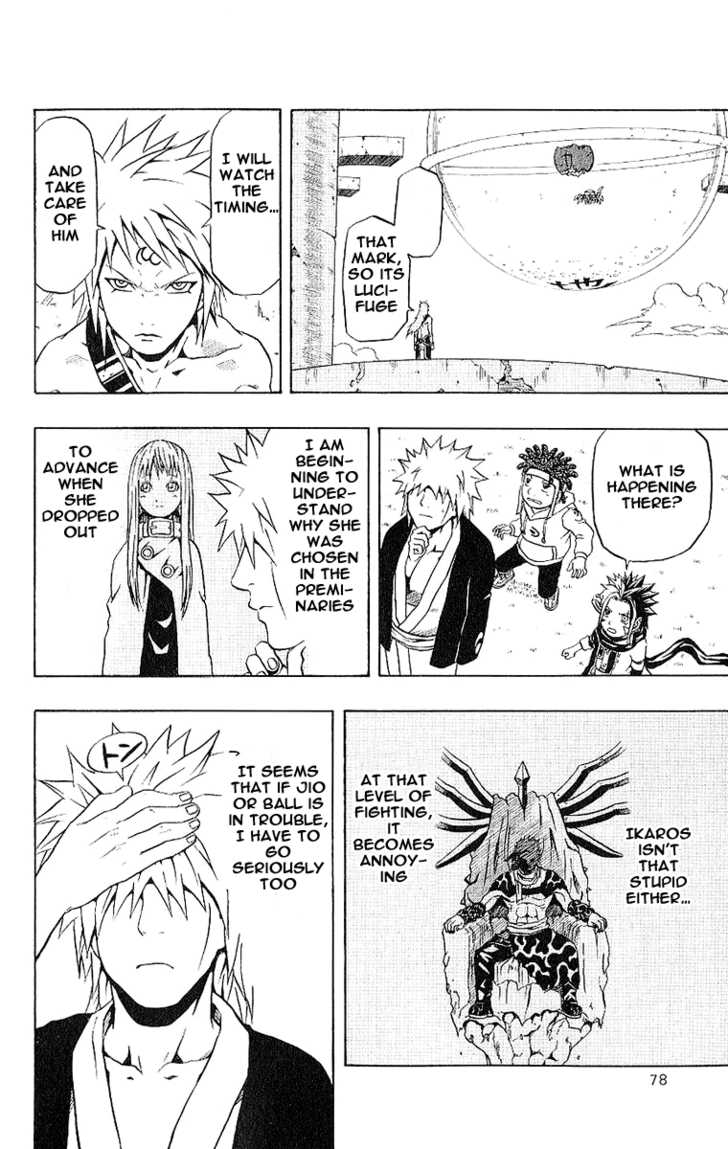 THAT
MARK,
SO ITS
LUCI-
FUGE
I WILL
WATCH
THE
TIMING...
AND
TAKE
CARE
OF
HIM
WHAT IS
HAPPENING
THERE?
I AM
BEGIN-
NING TO
UNDER-
STAND
WHY SHE
WAS
CHOSEN
IN THE
PREMI-
NARIES
TO
ADVANCE
WHEN
SHE
DROPPED
OUT
IKAROS
ISN'T
THAT
STUPID
EITHER...
AT THAT
LEVEL OF
FIGHTING,
IT
BECOMES
ANNOY-
ING
IT SEEMS
THAT IF JIO
OR BALL IS
IN TROUBLE,
I HAVE TO
GO
SERIOUSLY
TOO
トン
78